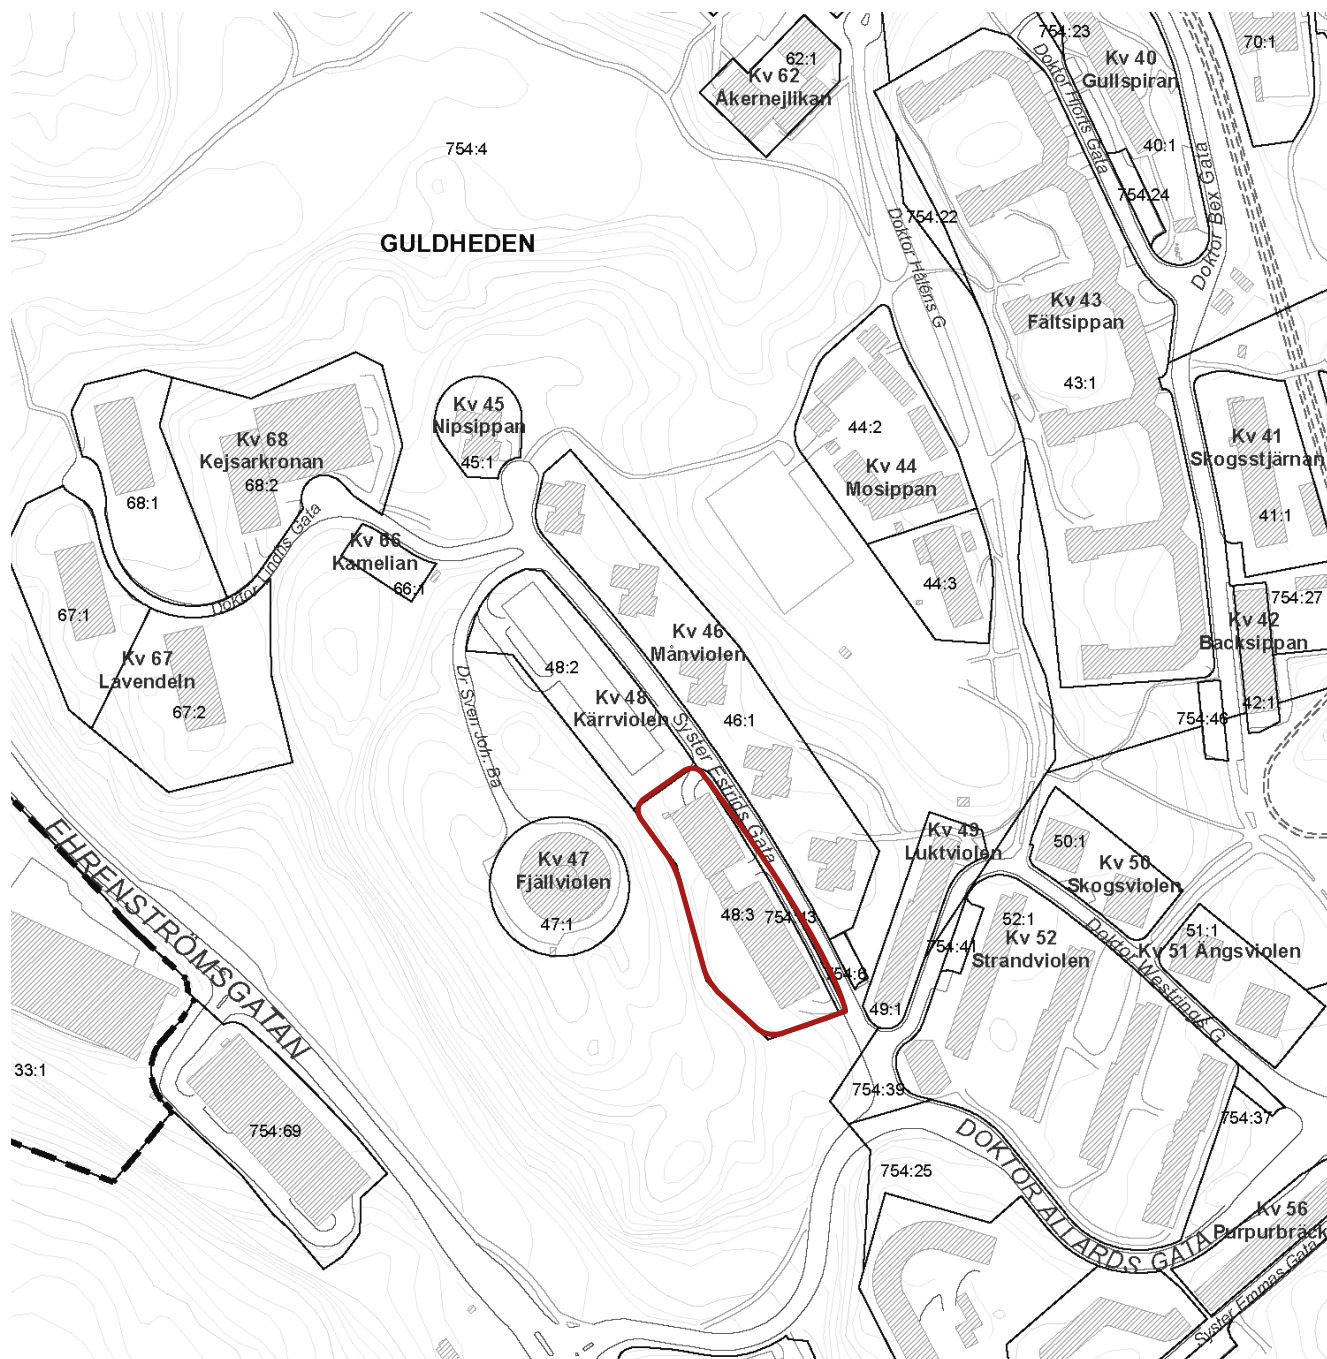 754:23
Kv 40
Gullspiran
70:1
62:1
Kv 62
Åkernejlikan
Doktor Hjorts Gata
754:4
40:1
754:24
Doktor Bex Gata
754:22
GULDHEDEN
Doktor Håléns G
Kv 43
Fältsippan
43:1
Kv 45
Nipsippan
45:1
Kv 68
Kejsarkronan
68:2
68:1
44:2
Kv 44
Mosippan
44:3
Kv 41
Skogsstjärnan
41:1
Doktor Lindhs Gata
Kv 66
Kamelian
66:1
67:1
Kv 67
Lavendeln
67:2
754:27
Kv 42
Backsippan
42:1
754:46
Kv 46
Månviolen
46:1
48:2
Kv 48
Kärrviolen
Dr Sven Joh. Ba
Syster Estrids Gata
Kv 47
Fjällviolen
47:1
48:3
754:43
754:6
Kv 49
Luktviolen
49:1
50:1
Kv 50
Skogsviolen
52:1
Kv 52
Strandviolen
754:41
51:1
Kv 51 Ängsviolen
Doktor Westrings G
EHRENSTRÖMSGATAN
33:1
754:69
754:39
754:37
754:25
DOKTOR ALLARDS GATA
Kv 56
Purpurbräck
Syster Emmas Gata